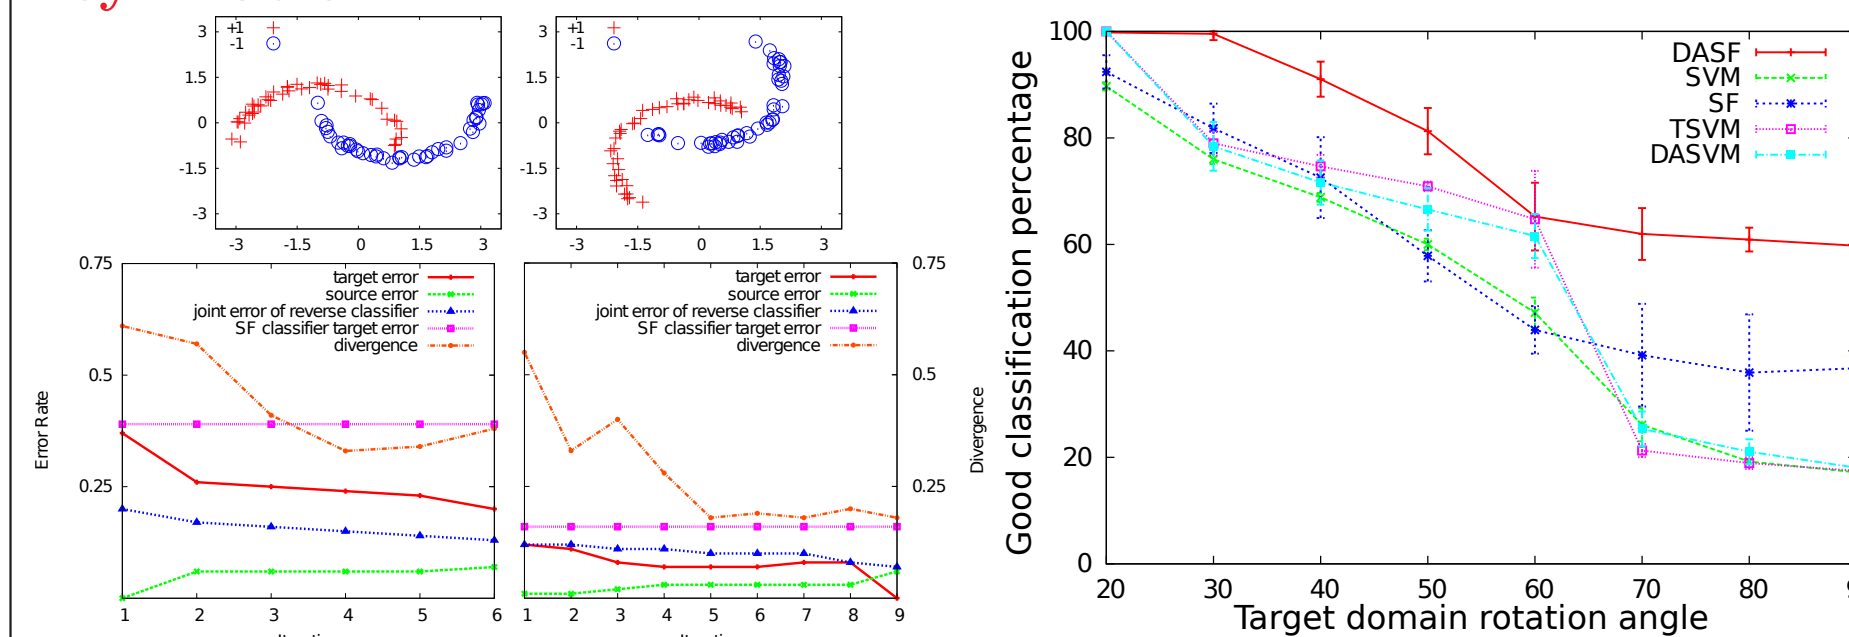 +1
-1
3
1.5
0
-1.5
-3
-3 -1.5 0 1.5 3
+1
-1
3
1.5
0
-1.5
-3
-3 -1.5 0 1.5 3
Error Rate
0.75
0.5
0.25
target error
source error
joint error of reverse classifier
SF classifier target error
divergence
1 2 3 4 5 6
target error
source error
joint error of reverse classifier
SF classifier target error
divergence
0.75
0.5
0.25
Divergence
1 2 3 4 5 6 7 8 9
Good classification percentage
100
80
60
40
20
0
DASF
SVM
SF
TSVM
DASVM
20 30 40 50 60 70 80
Target domain rotation angle